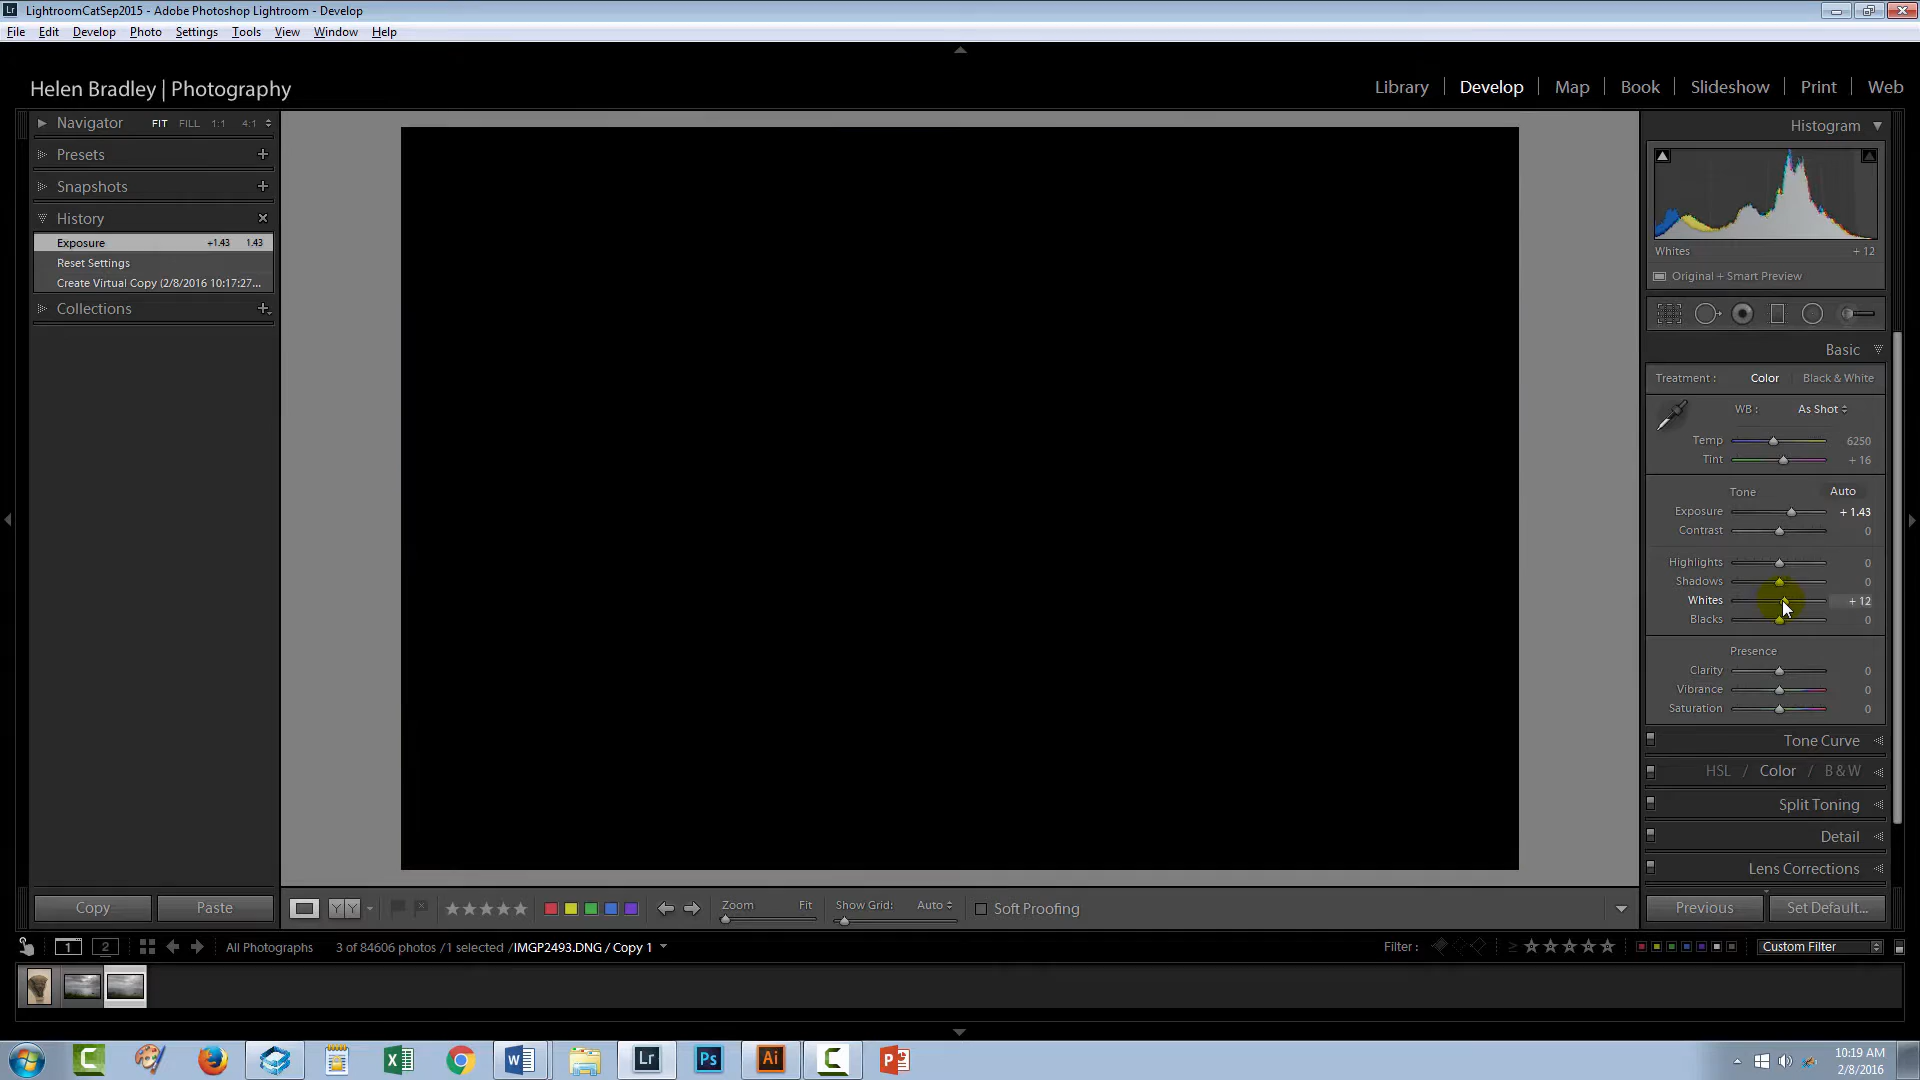 LightroomCatSep2015 - Adobe Photoshop Lightroom - Develop
File Edit Develop Photo Settings Tools View Window Help
Helen Bradley | Photography
Library Develop Map Book Slideshow Print Web
Navigator FIT FILL 1:1 4:1
Presets
Snapshots
History
Exposure +1.43 1.43
Reset Settings
Create Virtual Copy (2/8/2016 10:17:27...
Collections
Histogram
Whites + 12
Original + Smart Preview
Basic
Treatment : Color Black & White
WB : As Shot
Temp 6250
Tint + 16
Tone Auto
Exposure + 1.43
Contrast 0
Highlights 0
Shadows 0
Whites + 12
Blacks 0
Presence
Clarity 0
Vibrance 0
Saturation 0
Tone Curve
HSL / Color / B & W
Split Toning
Detail
Lens Corrections
Copy Paste
Zoom Fit Show Grid: Auto Soft Proofing
Previous Set Default...
1 2 All Photographs 3 of 84606 photos /1 selected /IMGP2493.DNG / Copy 1
Filter : ≥ Custom Filter
Lr Ps Ai
10:19 AM
2/8/2016